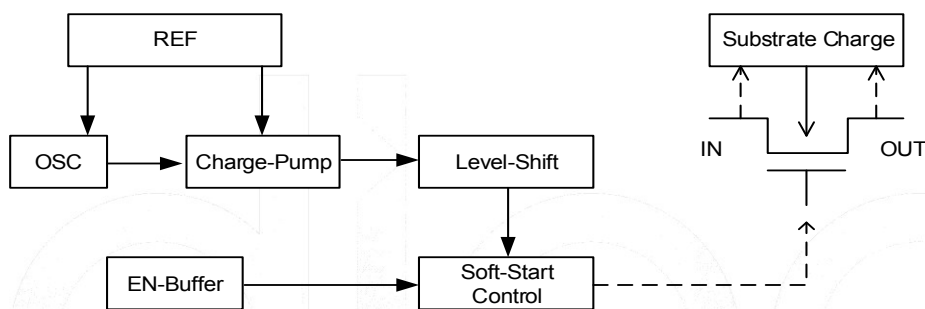 REF
Substrate Charge
OSC
Charge-Pump
Level-Shift
IN
OUT
EN-Buffer
Soft-Start
Control